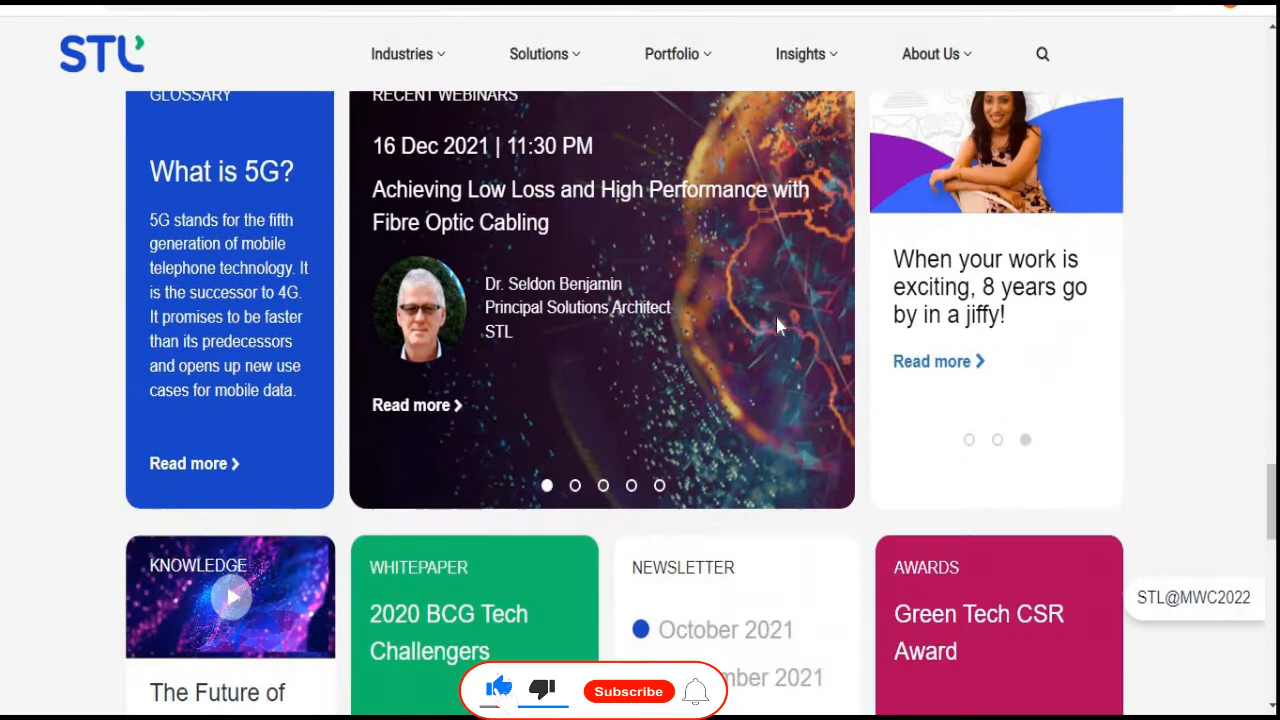 STL
Industries
Solutions
Portfolio
Insights
About Us
GLOSSARY
What is 5G?
5G stands for the fifth
generation of mobile
telephone technology. It
is the successor to 4G.
It promises to be faster
than its predecessors
and opens up new use
cases for mobile data.
Read more
RECENT WEBINARS
16 Dec 2021 | 11:30 PM
Achieving Low Loss and High Performance with
Fibre Optic Cabling
Dr. Seldon Benjamin
Principal Solutions Architect
STL
Read more
When your work is
exciting, 8 years go
by in a jiffy!
Read more
KNOWLEDGE
The Future of
WHITEPAPER
2020 BCG Tech
Challengers
NEWSLETTER
October 2021
mber 2021
AWARDS
Green Tech CSR
Award
STL@MWC2022
Subscribe